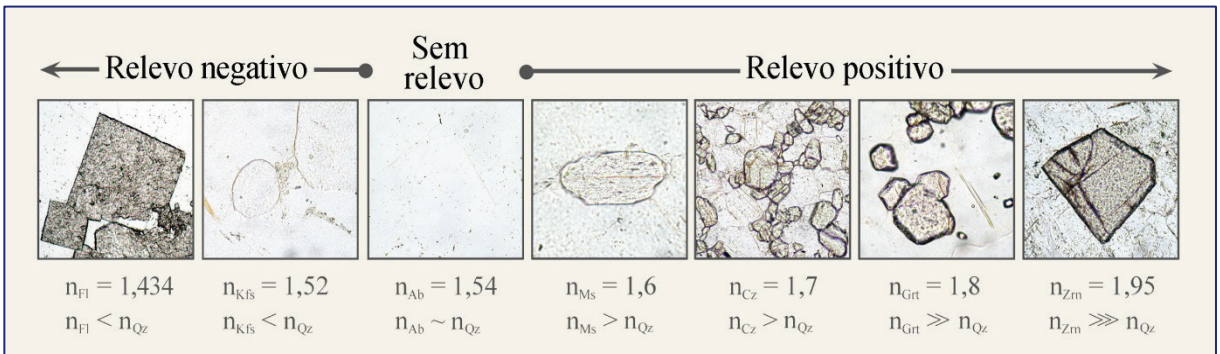 Relevo negativo
Sem
relevo
Relevo positivo
n_Fl = 1,434
n_Kfs = 1,52
n_Ab = 1,54
n_Ms = 1,6
n_Cz = 1,7
n_Grt = 1,8
n_Zrn = 1,95
n_Fl < n_Qz
n_Kfs < n_Qz
n_Ab ~ n_Qz
n_Ms > n_Qz
n_Cz > n_Qz
n_Grt ≫ n_Qz
n_Zrn ⋙ n_Qz